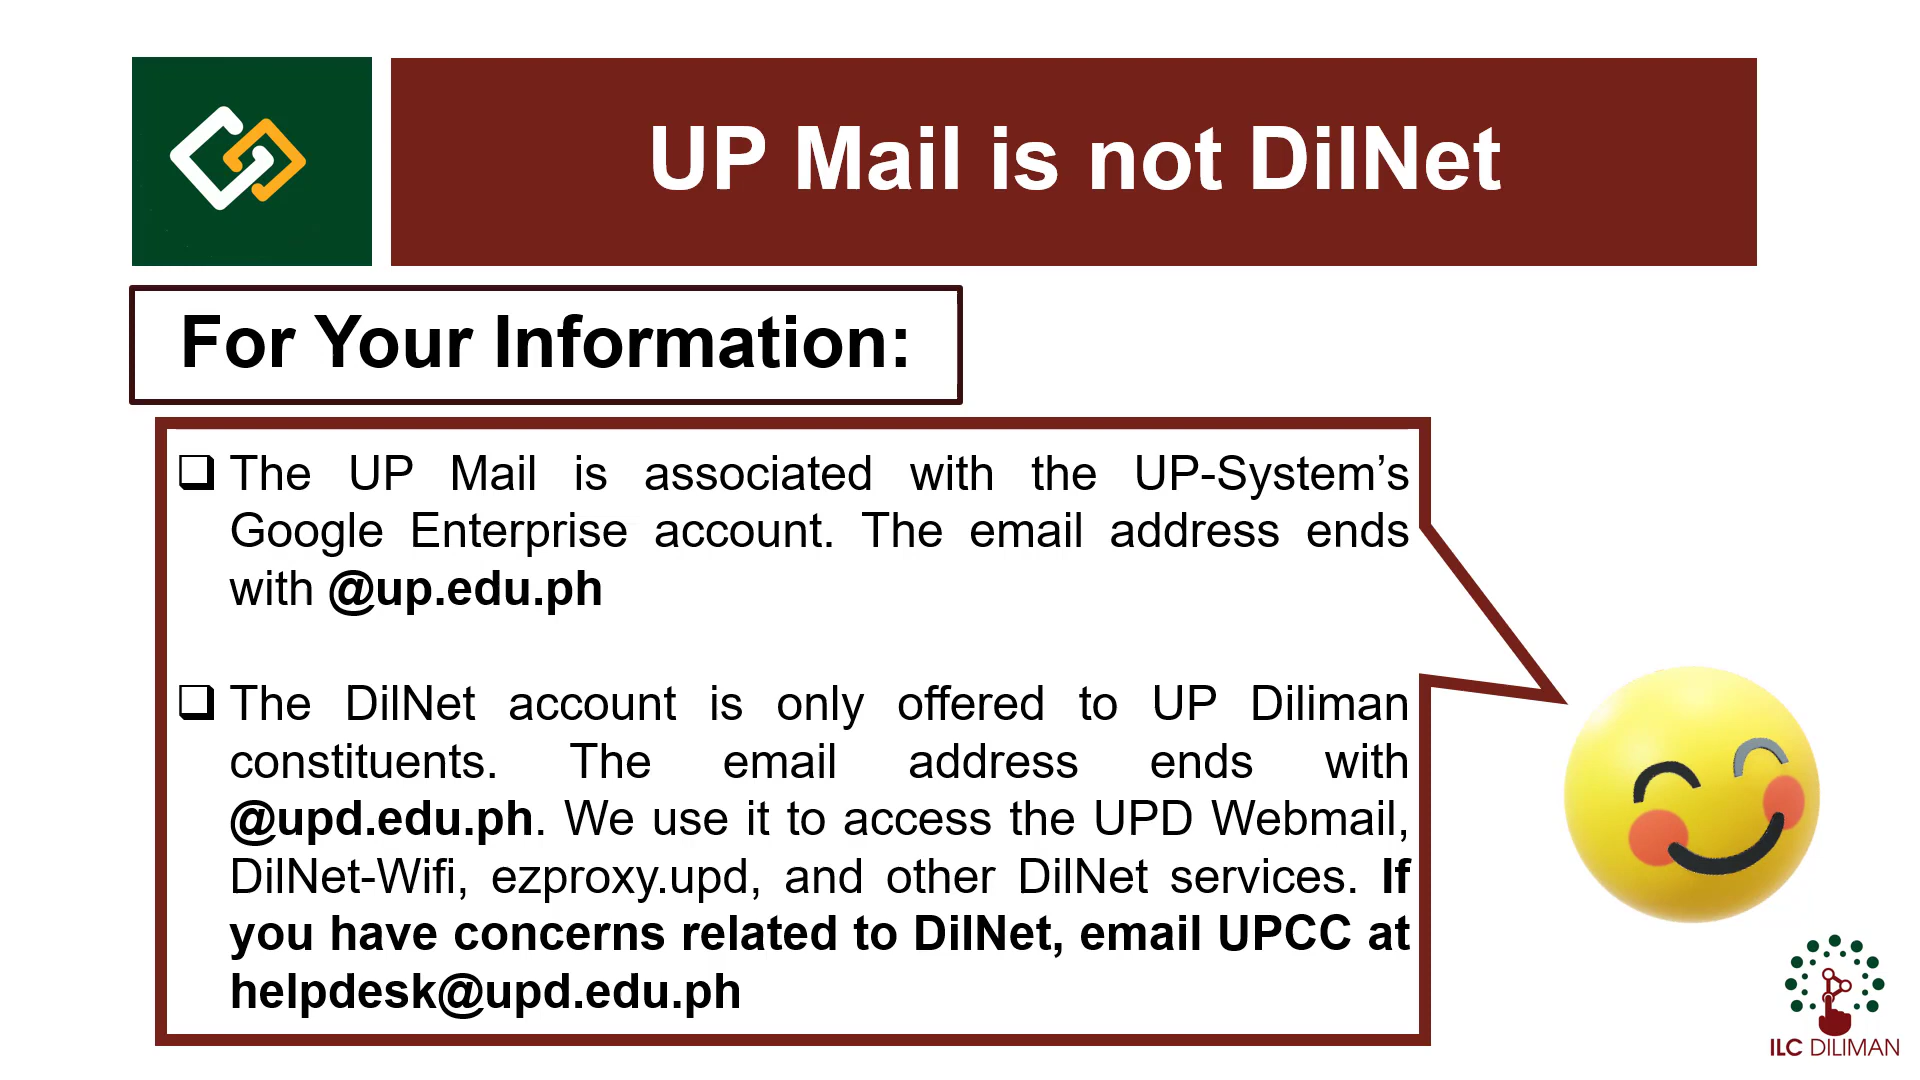 UP Mail is not DilNet
For Your Information:
The UP Mail is associated with the UP-System’s
Google Enterprise account. The email address ends
with @up.edu.ph
The DilNet account is only offered to UP Diliman
constituents. The email address ends with
@upd.edu.ph. We use it to access the UPD Webmail,
DilNet-Wifi, ezproxy.upd, and other DilNet services. If
you have concerns related to DilNet, email UPCC at
helpdesk@upd.edu.ph
ILC DILIMAN